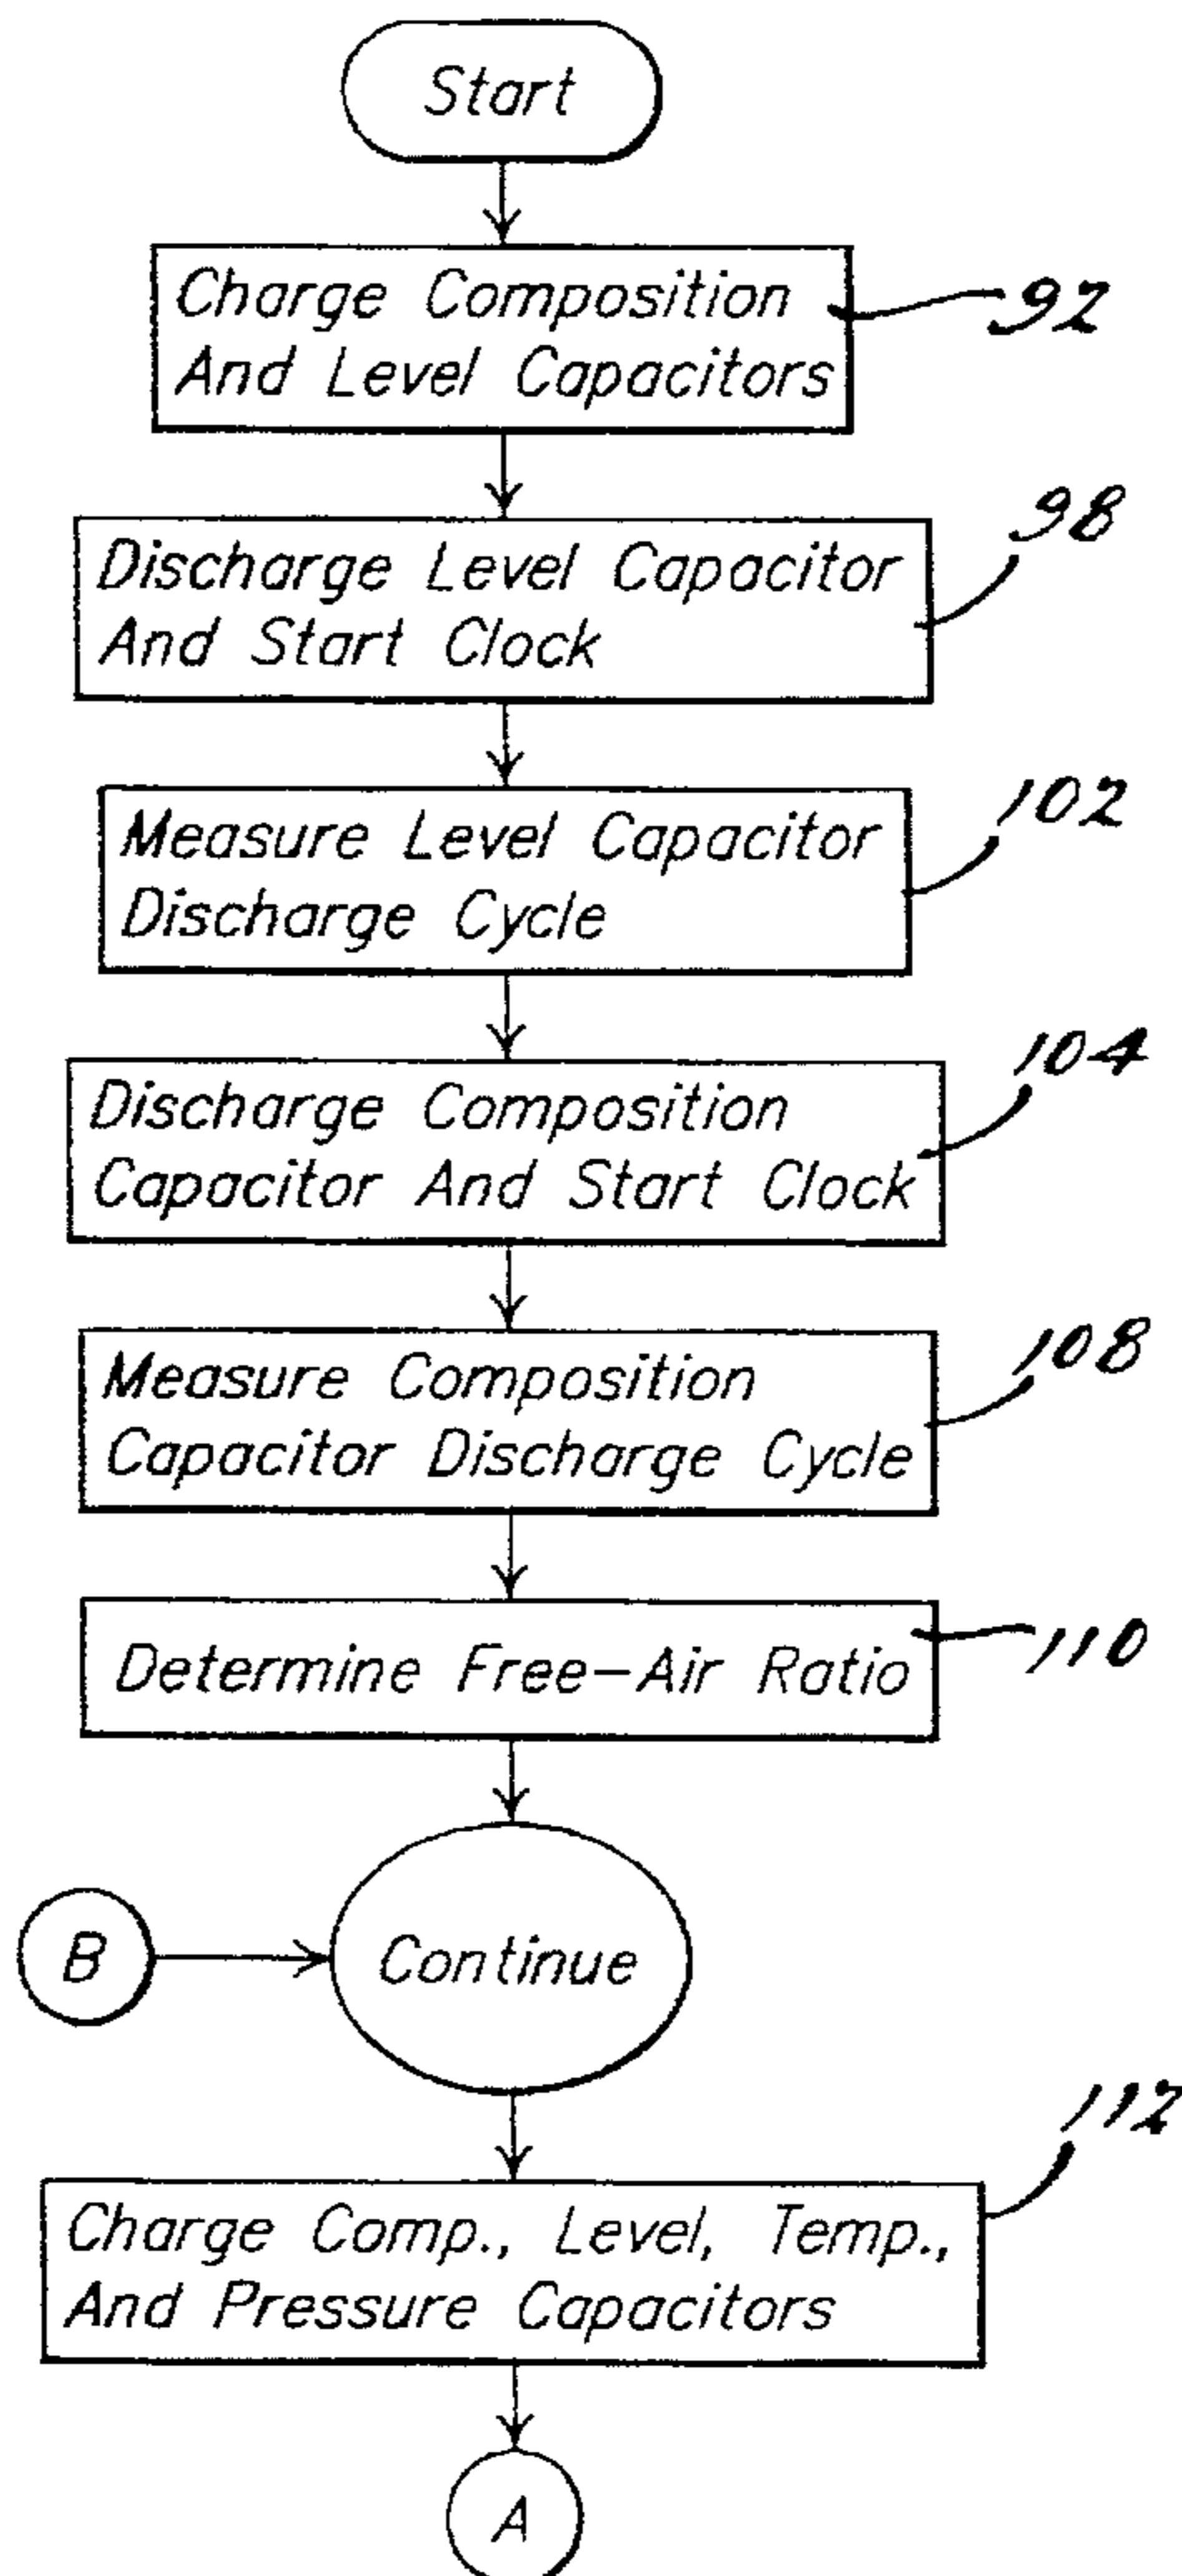 Start
Charge Composition
And Level Capacitors
92
Discharge Level Capacitor
And Start Clock
98
Measure Level Capacitor
Discharge Cycle
102
Discharge Composition
Capacitor And Start Clock
104
Measure Composition
Capacitor Discharge Cycle
108
Determine Free-Air Ratio
110
B
Continue
Charge Comp., Level, Temp.,
And Pressure Capacitors
112
A